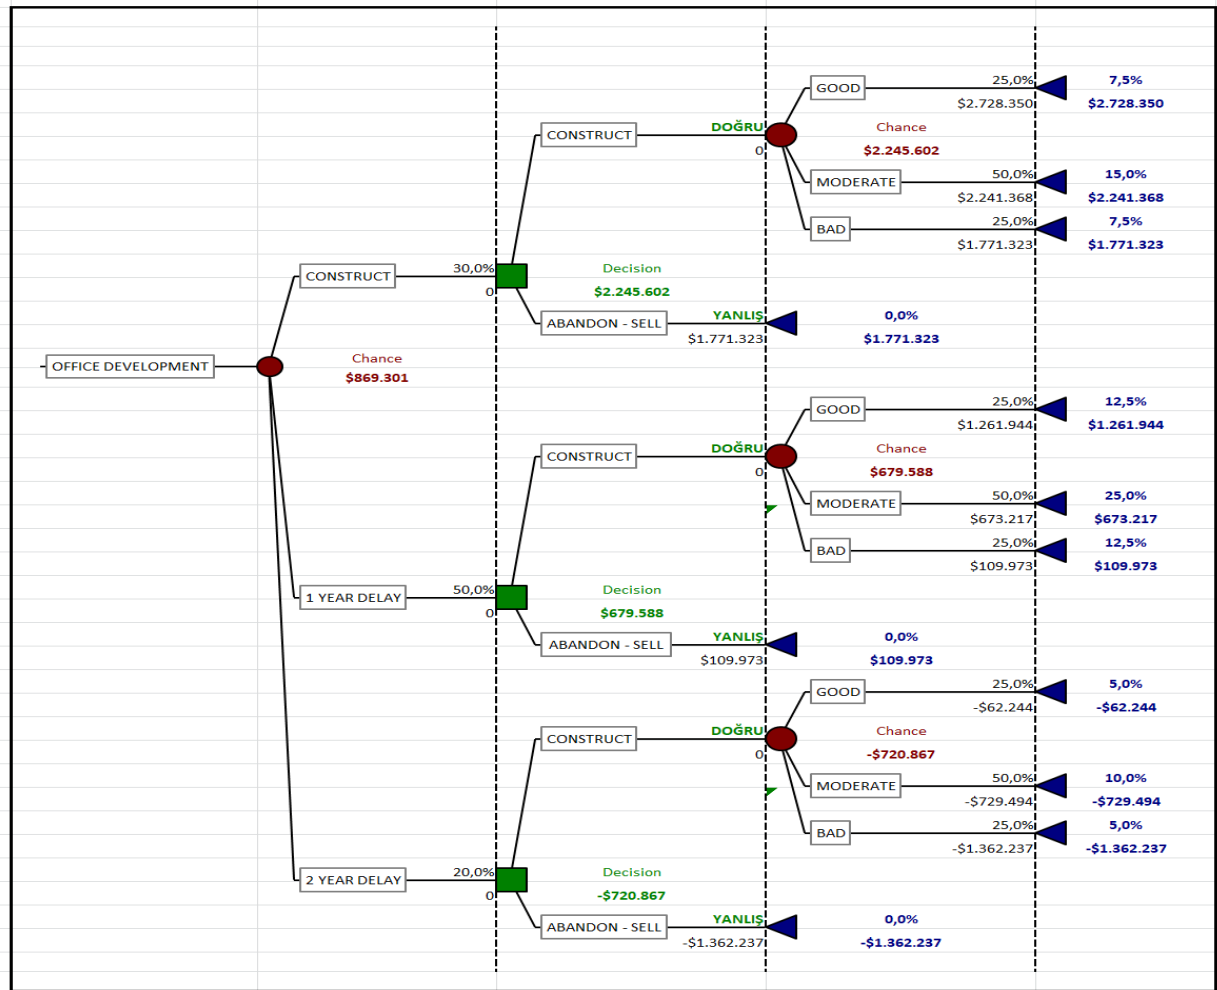 25,0% 7,5%
GOOD
$2.728.350 $2.728.350
DOĞRU Chance
CONSTRUCT
0 $2.245.602
50,0% 15,0%
MODERATE
$2.241.368 $2.241.368
25,0% 7,5%
BAD
$1.771.323 $1.771.323
30,0% Decision
CONSTRUCT
0 $2.245.602
YANLIŞ 0,0%
ABANDON - SELL
$1.771.323 $1.771.323
Chance
OFFICE DEVELOPMENT
$869.301
25,0% 12,5%
GOOD
$1.261.944 $1.261.944
DOĞRU Chance
CONSTRUCT
0 $679.588
50,0% 25,0%
MODERATE
$673.217 $673.217
25,0% 12,5%
BAD
$109.973 $109.973
50,0% Decision
1 YEAR DELAY
0 $679.588
YANLIŞ 0,0%
ABANDON - SELL
$109.973 $109.973
25,0% 5,0%
GOOD
-$62.244 -$62.244
DOĞRU Chance
CONSTRUCT
0 -$720.867
50,0% 10,0%
MODERATE
-$729.494 -$729.494
25,0% 5,0%
BAD
-$1.362.237 -$1.362.237
20,0% Decision
2 YEAR DELAY
0 -$720.867
YANLIŞ 0,0%
ABANDON - SELL
-$1.362.237 -$1.362.237